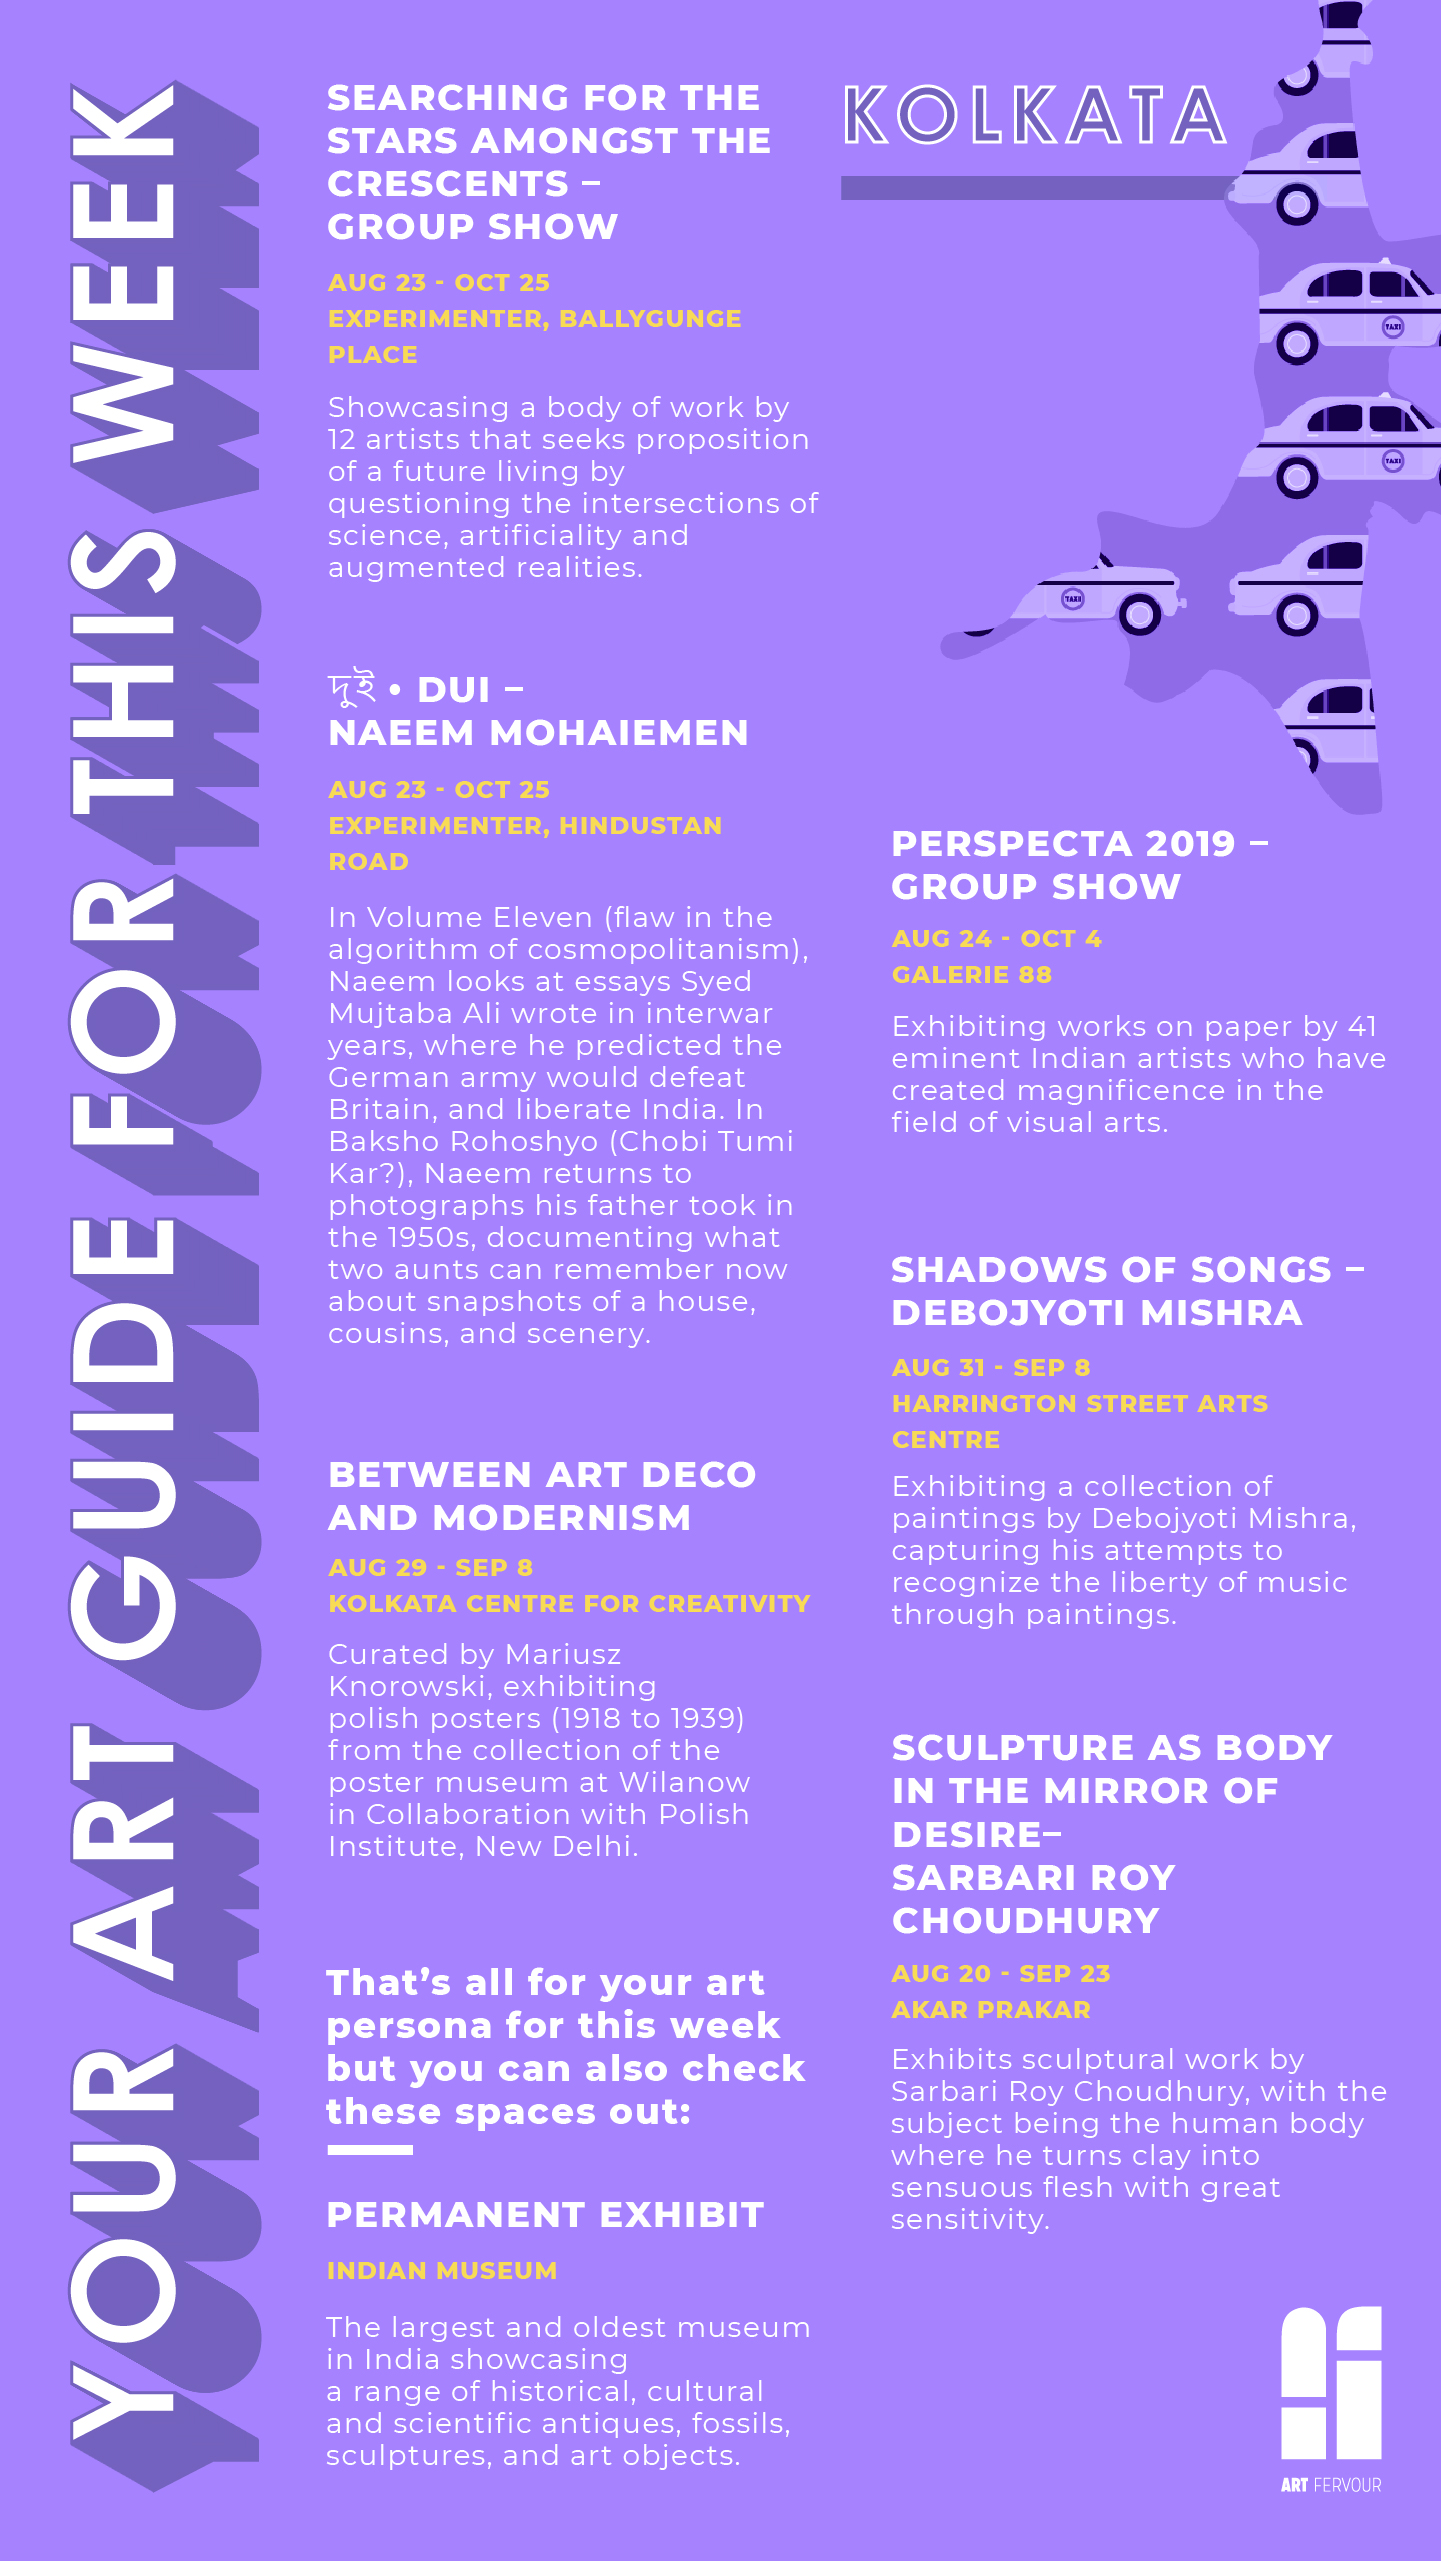 YOUR ART GUIDE FOR THIS WEEK
KOLKATA
SEARCHING FOR THE
STARS AMONGST THE
CRESCENTS –
GROUP SHOW
AUG 23 - OCT 25
EXPERIMENTER, BALLYGUNGE
PLACE
Showcasing a body of work by
12 artists that seeks proposition
of a future living by
questioning the intersections of
science, artificiality and
augmented realities.
দুই • DUI –
NAEEM MOHAIEMEN
AUG 23 - OCT 25
EXPERIMENTER, HINDUSTAN
ROAD
In Volume Eleven (flaw in the
algorithm of cosmopolitanism),
Naeem looks at essays Syed
Mujtaba Ali wrote in interwar
years, where he predicted the
German army would defeat
Britain, and liberate India. In
Baksho Rohoshyo (Chobi Tumi
Kar?), Naeem returns to
photographs his father took in
the 1950s, documenting what
two aunts can remember now
about snapshots of a house,
cousins, and scenery.
BETWEEN ART DECO
AND MODERNISM
AUG 29 - SEP 8
KOLKATA CENTRE FOR CREATIVITY
Curated by Mariusz
Knorowski, exhibiting
polish posters (1918 to 1939)
from the collection of the
poster museum at Wilanow
in Collaboration with Polish
Institute, New Delhi.
That's all for your art
persona for this week
but you can also check
these spaces out:
PERMANENT EXHIBIT
INDIAN MUSEUM
The largest and oldest museum
in India showcasing
a range of historical, cultural
and scientific antiques, fossils,
sculptures, and art objects.
TAXI
TAXI
TAXI
PERSPECTA 2019 –
GROUP SHOW
AUG 24 - OCT 4
GALERIE 88
Exhibiting works on paper by 41
eminent Indian artists who have
created magnificence in the
field of visual arts.
SHADOWS OF SONGS –
DEBOJYOTI MISHRA
AUG 31 - SEP 8
HARRINGTON STREET ARTS
CENTRE
Exhibiting a collection of
paintings by Debojyoti Mishra,
capturing his attempts to
recognize the liberty of music
through paintings.
SCULPTURE AS BODY
IN THE MIRROR OF
DESIRE–
SARBARI ROY
CHOUDHURY
AUG 20 - SEP 23
AKAR PRAKAR
Exhibits sculptural work by
Sarbari Roy Choudhury, with the
subject being the human body
where he turns clay into
sensuous flesh with great
sensitivity.
ART FERVOUR